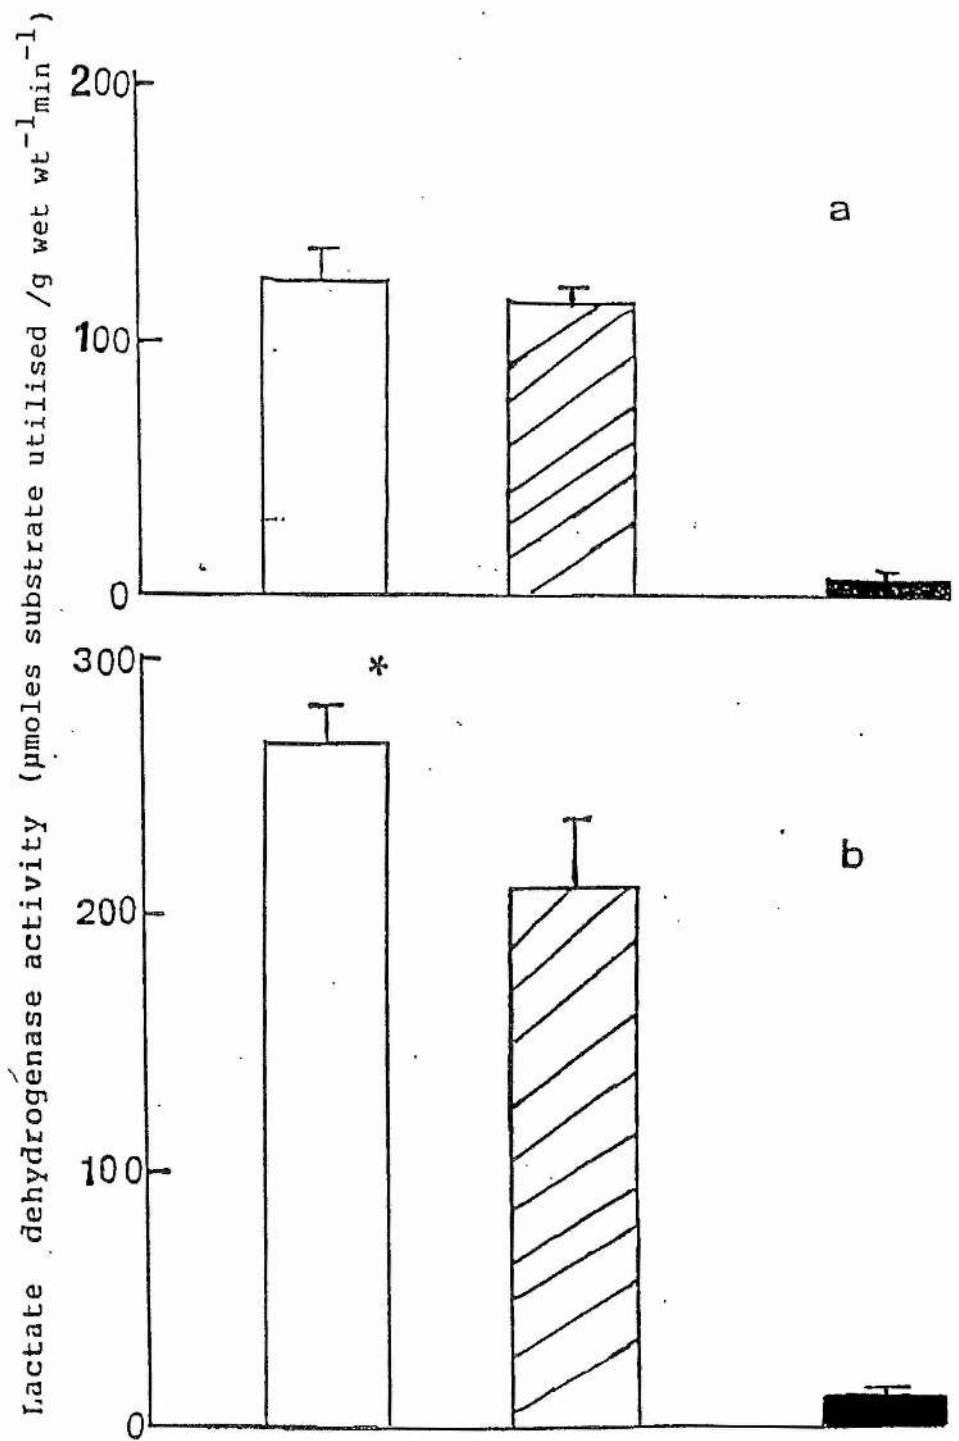 Lactate dehydrogenase activity (µmoles substrate utilised /g wet wt⁻¹min⁻¹)
200
a
100
0
300
*
200
b
100
0